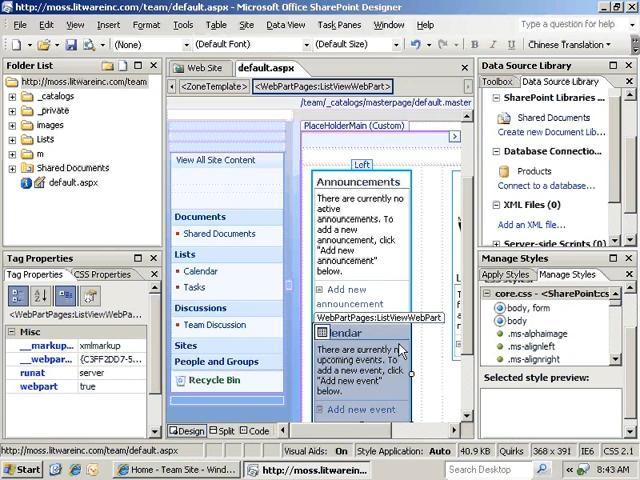 http://moss.litwareinc.com/team/default.aspx - Microsoft Office SharePoint Designer
File Edit View Insert Format Tools Table Site Data View Task Panes Window Help
Type a question for help
(None) (Default Font) (Default Size) Chinese Translation
Folder List
http://moss.litwareinc.com/team
_catalogs
_private
images
Lists
m
Shared Documents
default.aspx
Tag Properties
Tag Properties CSS Properties
<WebPartPages:ListViewWebPa...
Misc
__markup... xmlmarkup
__webpar... {C3FF2DD7-5...
runat server
webpart true
Web Site default.aspx
<ZoneTemplate> <WebPartPages:ListViewWebPart>
/team/_catalogs/masterpage/default.master
PlaceHolderMain (Custom)
View All Site Content
Documents
Shared Documents
Lists
Calendar
Tasks
Discussions
Team Discussion
Sites
People and Groups
Recycle Bin
Left
Announcements
There are currently no
active
announcements. To
add a new
announcement, click
"Add new
announcement"
below.
Add new
announcement
WebPartPages:ListViewWebPart
lendar
There are currently no
upcoming events. To
add a new event, click
"Add new event"
below.
Add new event
Design Split Code
Data Source Library
Toolbox Data Source Library
SharePoint Libraries
Shared Documents
Create new Document Lib...
Database Connection
Products
Connect to a database...
XML Files (0)
Add an XML file...
Server-side Scripts (0)
Manage Styles
Apply Styles Manage Styles
core.css - <SharePoint:cs
body, form
body
.ms-alphaimage
.ms-alignleft
.ms-alignright
Selected style preview:
http://moss.litwareinc.com/team/default.aspx Visual Aids: On Style Application: Auto 40.9 KB Quirks 368 x 391 IE6 CSS 2.1
Start Home - Team Site - Wind... http://moss.litwarein... Search Desktop 8:43 AM